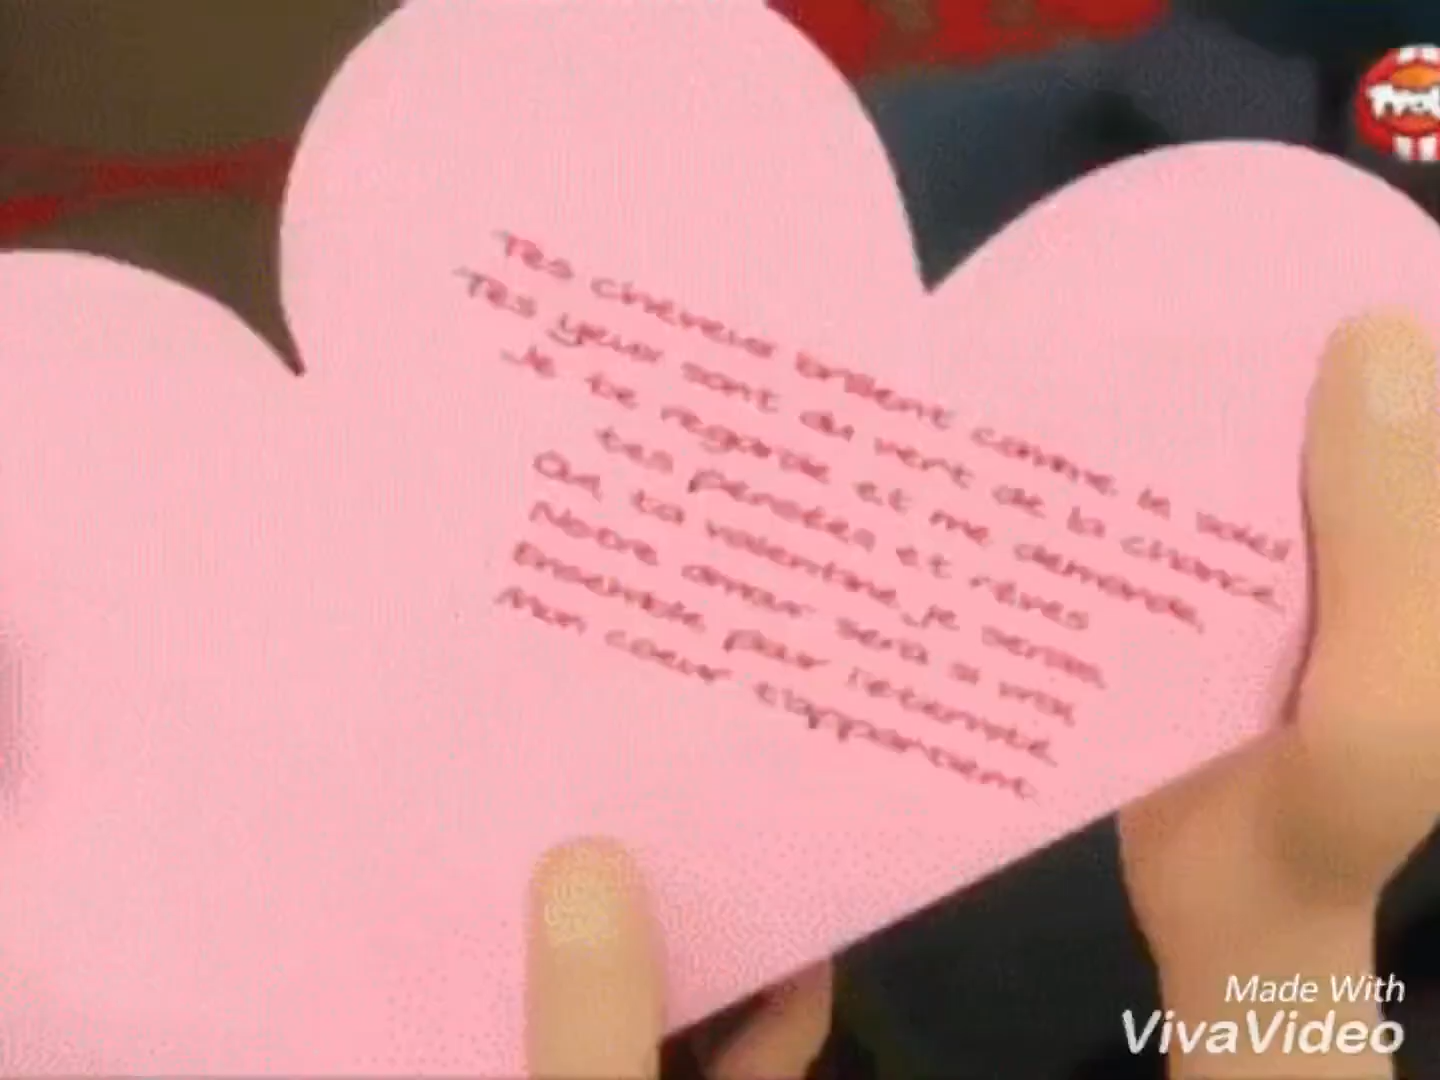 Tes cheveux brillent comme le soleil
Tes yeux sont du vert de la chance,
Je te regarde et me demande,
tes pensées et rêves
Oui, ta valentine, je serais,
Notre amour sera si vrai,
Ensemble, pour l'éternité,
Mon coeur t'appartient.
Made With
VivaVideo